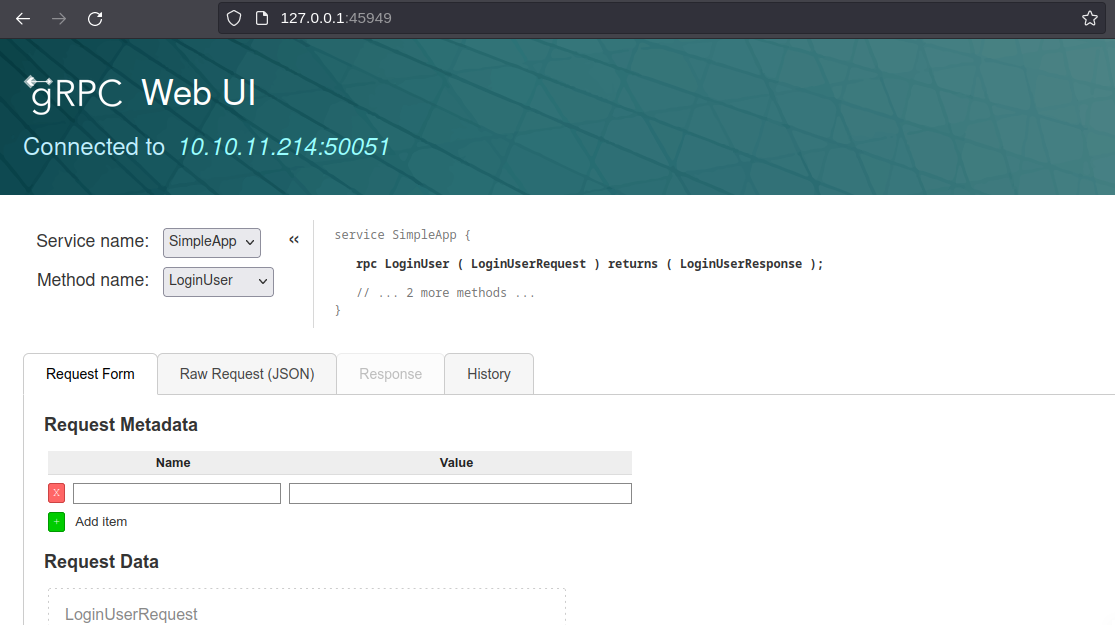 127.0.0.1:45949
gRPC Web UI
Connected to 10.10.11.214:50051
Service name: SimpleApp «
Method name: LoginUser
service SimpleApp {
rpc LoginUser ( LoginUserRequest ) returns ( LoginUserResponse );
// ... 2 more methods ...
}
Request Form Raw Request (JSON) Response History
Request Metadata
Name Value
X
+ Add item
Request Data
LoginUserRequest